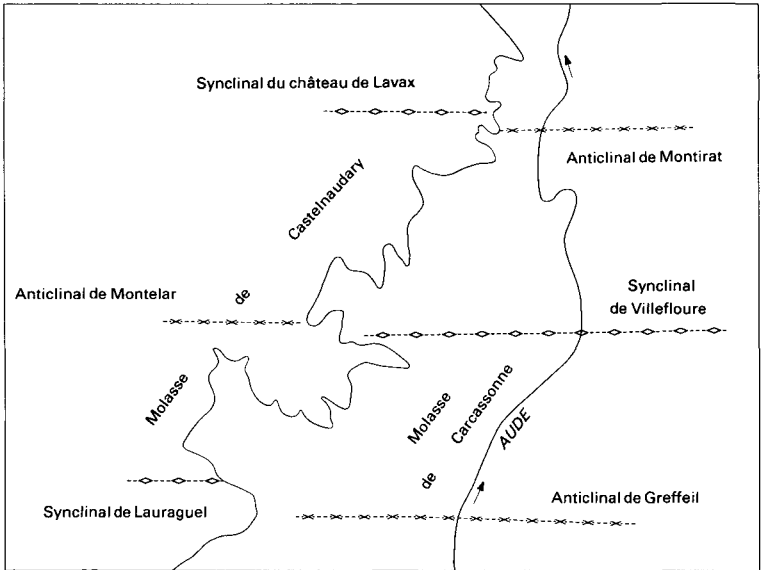 Synclinal du château de Lavax
Anticlinal de Montirat
Castelnaudary
Anticlinal de Montelar
de
Synclinal
de Villefloure
Molasse
Molasse
Carcassonne
AUDE
de
Synclinal de Lauraguel
Anticlinal de Greffeil